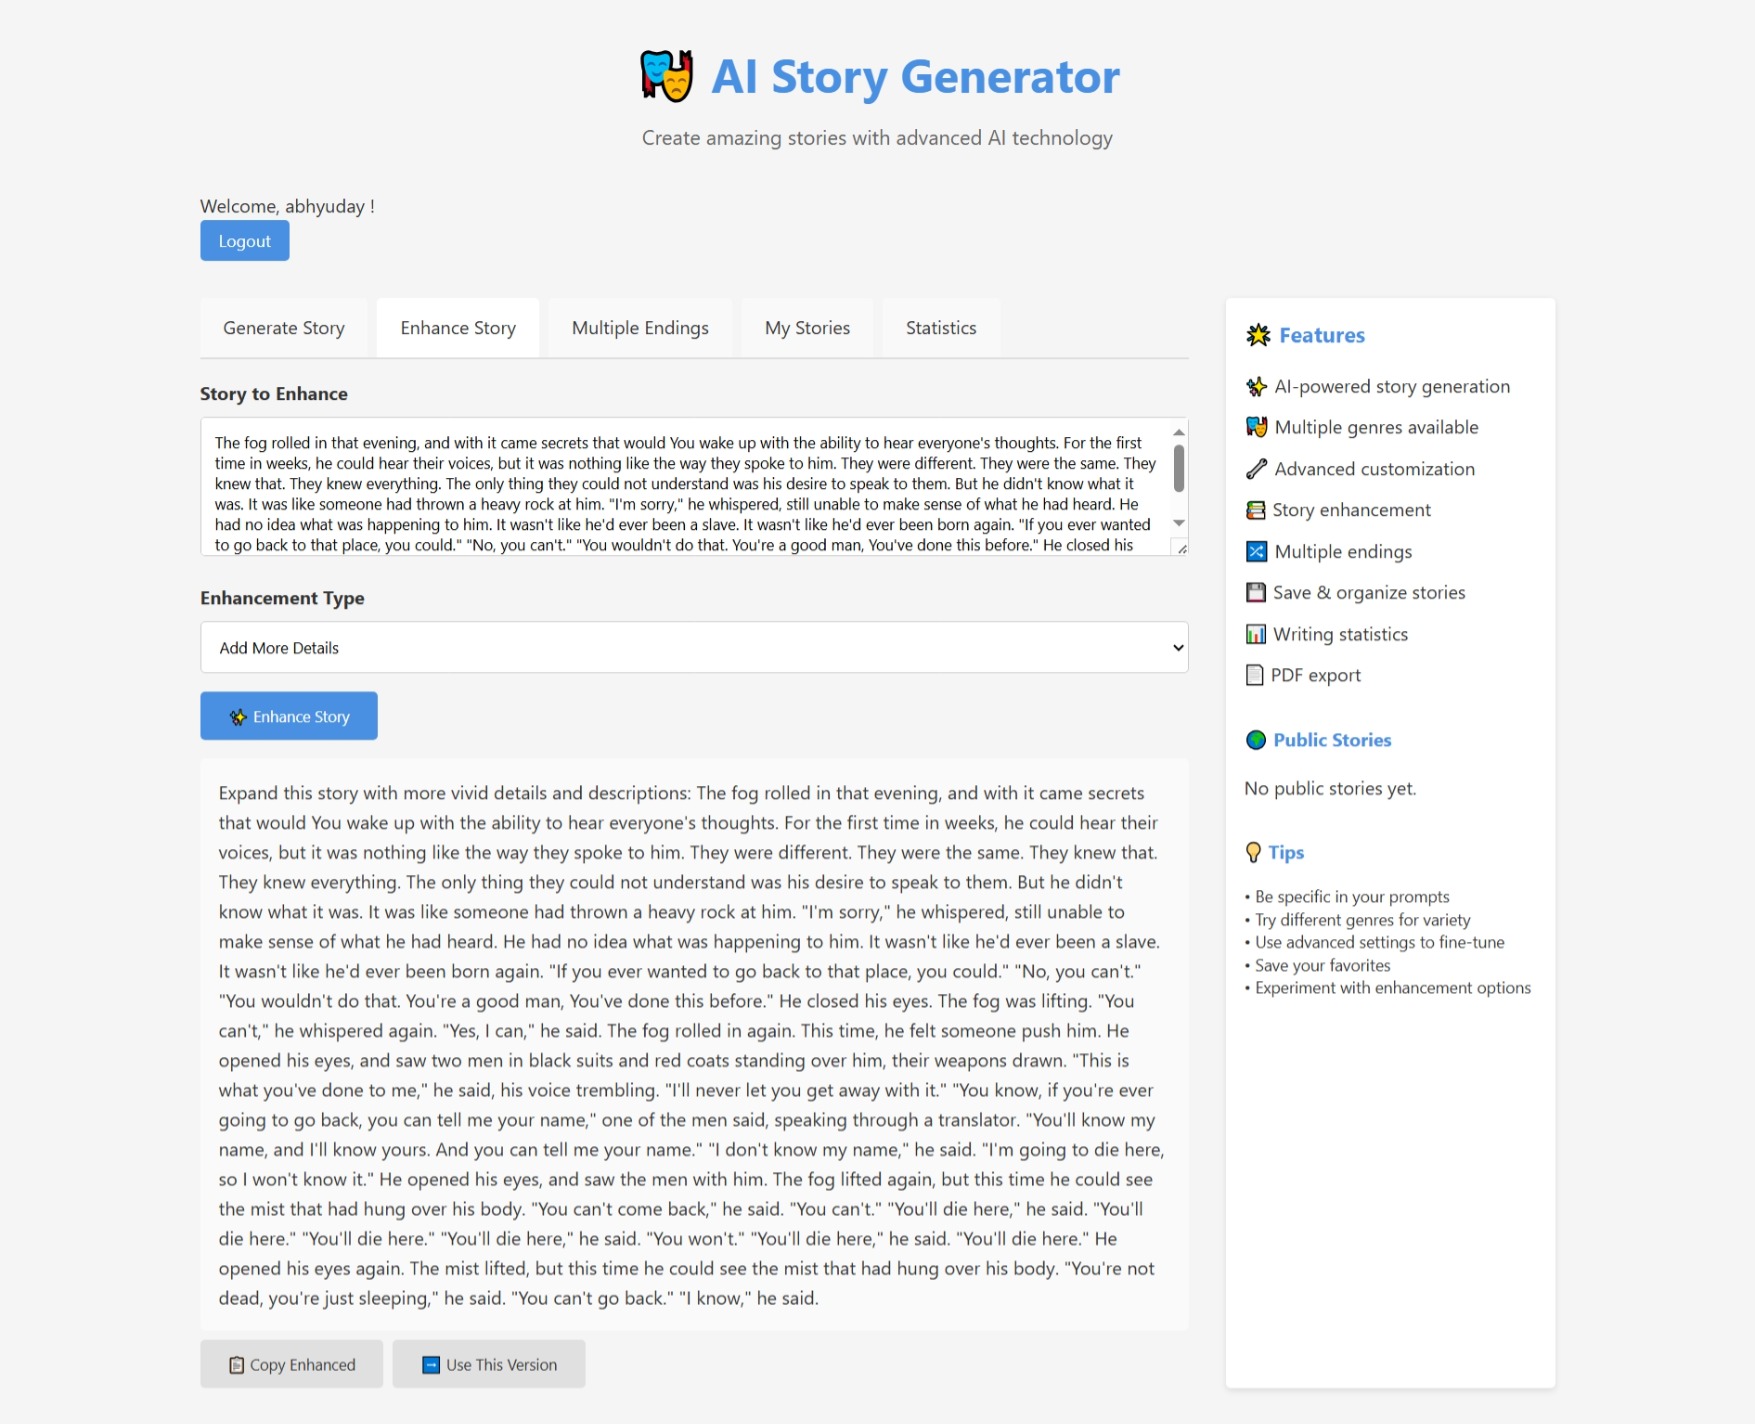 AI Story Generator
Create amazing stories with advanced AI technology
Welcome, abhyuday !
Logout
Generate Story
Enhance Story
Multiple Endings
My Stories
Statistics
Story to Enhance
The fog rolled in that evening, and with it came secrets that would You wake up with the ability to hear everyone's thoughts. For the first
time in weeks, he could hear their voices, but it was nothing like the way they spoke to him. They were different. They were the same. They
knew that. They knew everything. The only thing they could not understand was his desire to speak to them. But he didn't know what it
was. It was like someone had thrown a heavy rock at him. "I'm sorry," he whispered, still unable to make sense of what he had heard. He
had no idea what was happening to him. It wasn't like he'd ever been a slave. It wasn't like he'd ever been born again. "If you ever wanted
to go back to that place, you could." "No, you can't." "You wouldn't do that. You're a good man, You've done this before." He closed his
Enhancement Type
Add More Details
Enhance Story
Expand this story with more vivid details and descriptions: The fog rolled in that evening, and with it came secrets
that would You wake up with the ability to hear everyone's thoughts. For the first time in weeks, he could hear their
voices, but it was nothing like the way they spoke to him. They were different. They were the same. They knew that.
They knew everything. The only thing they could not understand was his desire to speak to them. But he didn't
know what it was. It was like someone had thrown a heavy rock at him. "I'm sorry," he whispered, still unable to
make sense of what he had heard. He had no idea what was happening to him. It wasn't like he'd ever been a slave.
It wasn't like he'd ever been born again. "If you ever wanted to go back to that place, you could." "No, you can't."
"You wouldn't do that. You're a good man, You've done this before." He closed his eyes. The fog was lifting. "You
can't," he whispered again. "Yes, I can," he said. The fog rolled in again. This time, he felt someone push him. He
opened his eyes, and saw two men in black suits and red coats standing over him, their weapons drawn. "This is
what you've done to me," he said, his voice trembling. "I'll never let you get away with it." "You know, if you're ever
going to go back, you can tell me your name," one of the men said, speaking through a translator. "You'll know my
name, and I'll know yours. And you can tell me your name." "I don't know my name," he said. "I'm going to die here,
so I won't know it." He opened his eyes, and saw the men with him. The fog lifted again, but this time he could see
the mist that had hung over his body. "You can't come back," he said. "You can't." "You'll die here," he said. "You'll
die here." "You'll die here." "You'll die here," he said. "You won't." "You'll die here," he said. "You'll die here." He
opened his eyes again. The mist lifted, but this time he could see the mist that had hung over his body. "You're not
dead, you're just sleeping," he said. "You can't go back." "I know," he said.
Copy Enhanced
Use This Version
Features
AI-powered story generation
Multiple genres available
Advanced customization
Story enhancement
Multiple endings
Save & organize stories
Writing statistics
PDF export
Public Stories
No public stories yet.
Tips
• Be specific in your prompts
• Try different genres for variety
• Use advanced settings to fine-tune
• Save your favorites
• Experiment with enhancement options